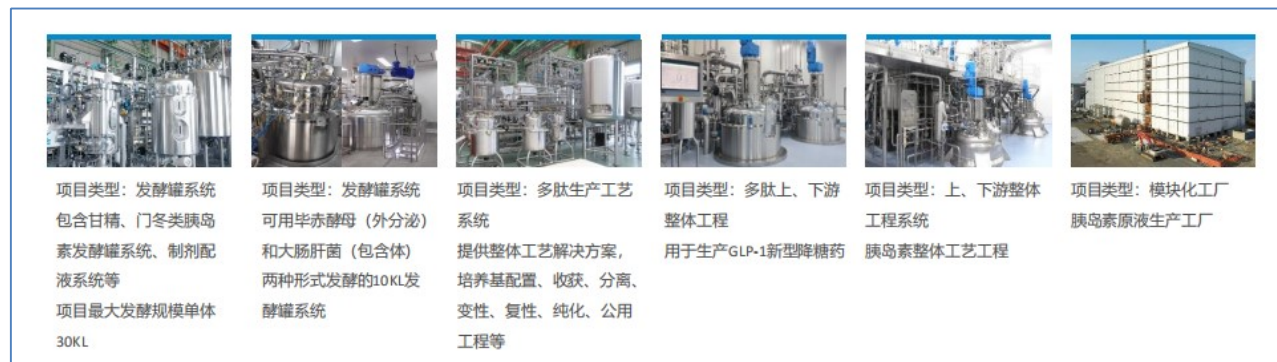 项目类型：发酵罐系统
包含甘精、门冬类胰岛
素发酵罐系统、制剂配
液系统等
项目最大发酵规模单体
30KL
项目类型：发酵罐系统
可用毕赤酵母（外分泌）
和大肠肝菌（包含体）
两种形式发酵的10KL发
酵罐系统
项目类型：多肽生产工艺
系统
提供整体工艺解决方案，
培养基配置、收获、分离、
变性、复性、纯化、公用
工程等
项目类型：多肽上、下游
整体工程
用于生产GLP-1新型降糖药
项目类型：上、下游整体
工程系统
胰岛素整体工艺工程
项目类型：模块化工厂
胰岛素原液生产工厂